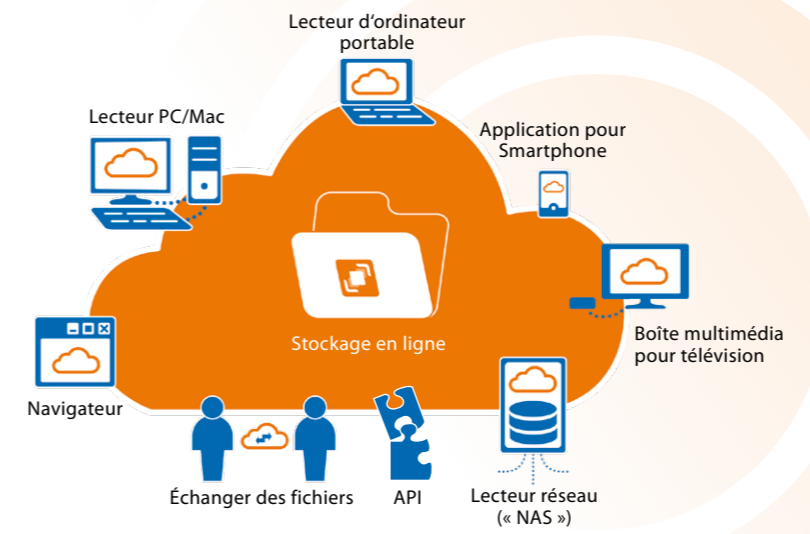 Lecteur d‘ordinateur
portable
Lecteur PC/Mac
Application pour
Smartphone
Stockage en ligne
Boîte multimédia
pour télévision
Navigateur
Échanger des fichiers
API
Lecteur réseau
(« NAS »)